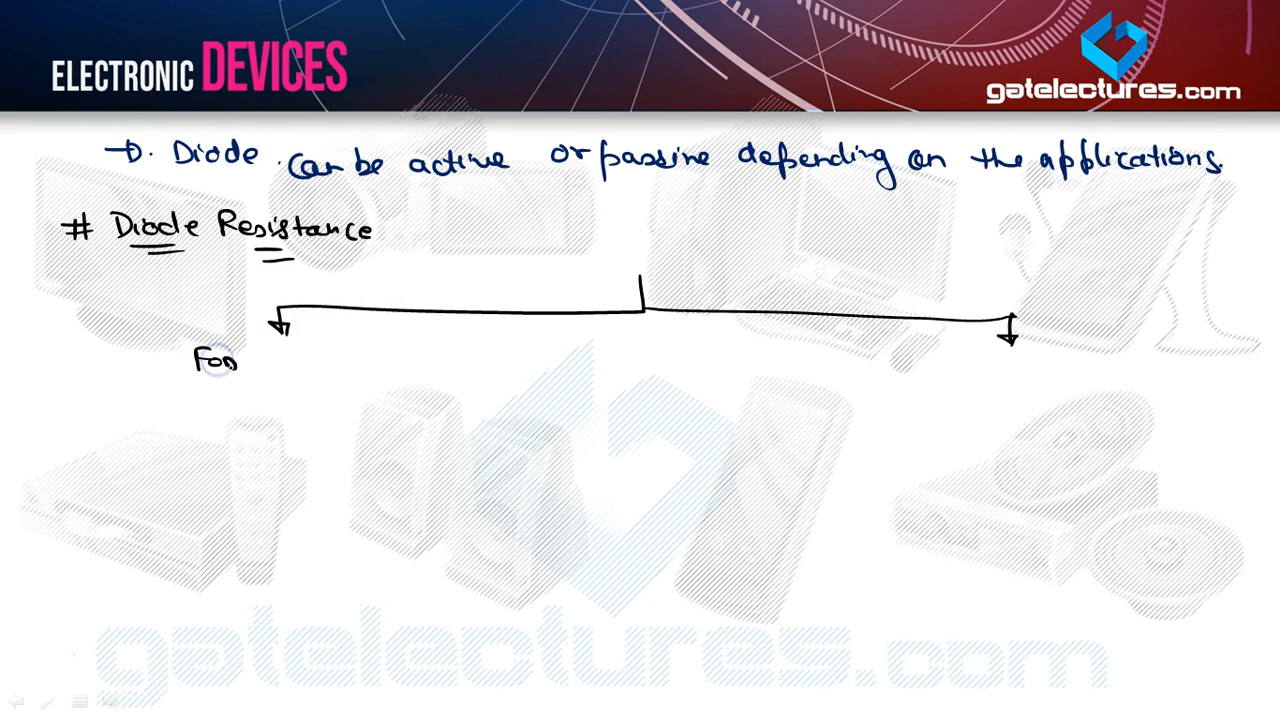 ELECTRONIC DEVICES
gatelectures.com
→ Diode can be active or passive depending on the applications.
# Diode Resistance
For
gatelectures.com